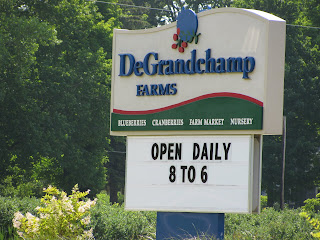 DeGrandchamp
FARMS
BLUEBERRIES CRANBERRIES FARM MARKET NURSERY
OPEN DAILY
8 TO 6